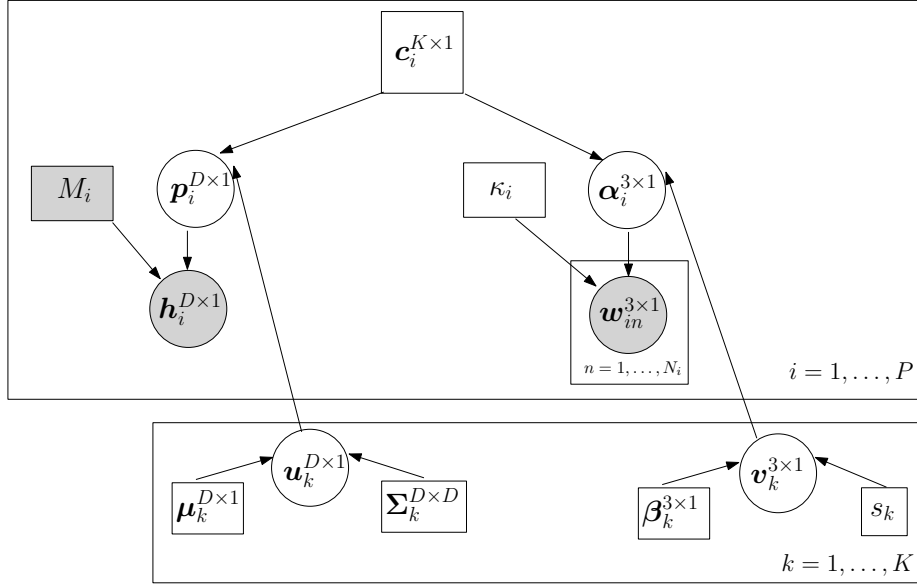 𝒄_i^{K×1}
M_i
𝒑_i^{D×1}
κ_i
𝜶_i^{3×1}
𝒉_i^{D×1}
𝒘_{in}^{3×1}
n = 1, . . . , N_i
i = 1, . . . , P
𝒖_k^{D×1}
𝒗_k^{3×1}
𝝁_k^{D×1}
𝚺_k^{D×D}
𝜷_k^{3×1}
s_k
k = 1, . . . , K